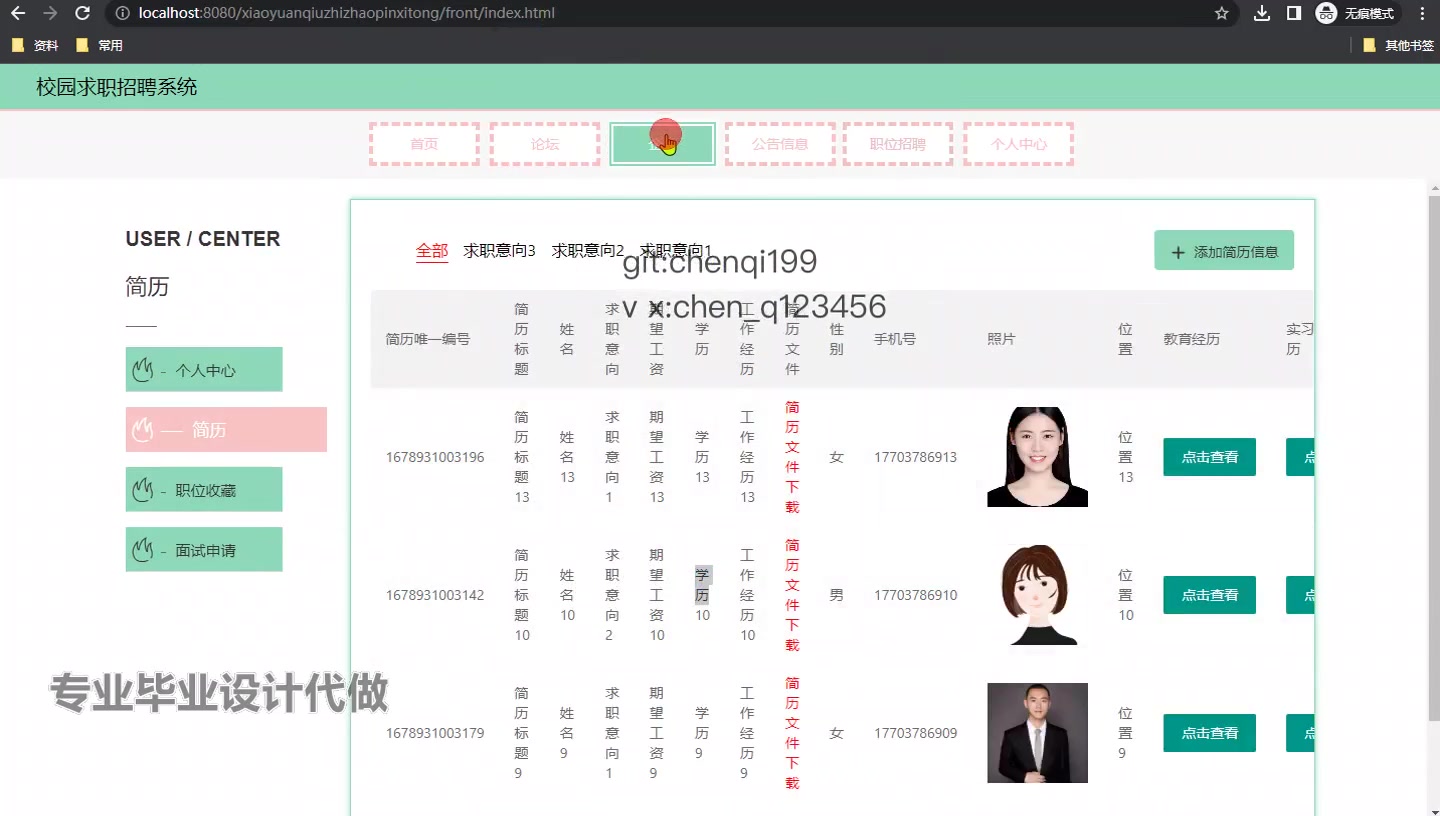 localhost:8080/xiaoyuanqiuzhizhaopinxitong/front/index.html
无痕模式
资料
常用
其他书签
校园求职招聘系统
首页
论坛
公告信息
职位招聘
个人中心
USER / CENTER
简历
- 个人中心
简历
- 职位收藏
- 面试申请
全部 求职意向3 求职意向2 求职意向1
+ 添加简历信息
git:chenqi199
v x:chen_q123456
简历唯一编号 简历标题 姓名 求职意向 期望工资 学历 工作经历 简历文件 性别 手机号 照片 位置 教育经历 实习历
1678931003196 简历标题13 姓名13 求职意向1 期望工资13 学历13 工作经历13 简历文件下载 女 17703786913 位置13 点击查看 点
1678931003142 简历标题10 姓名10 求职意向2 期望工资10 学历10 工作经历10 简历文件下载 男 17703786910 位置10 点击查看 点
1678931003179 简历标题9 姓名9 求职意向1 期望工资9 学历9 工作经历9 简历文件下载 女 17703786909 位置9 点击查看 点
专业毕业设计代做